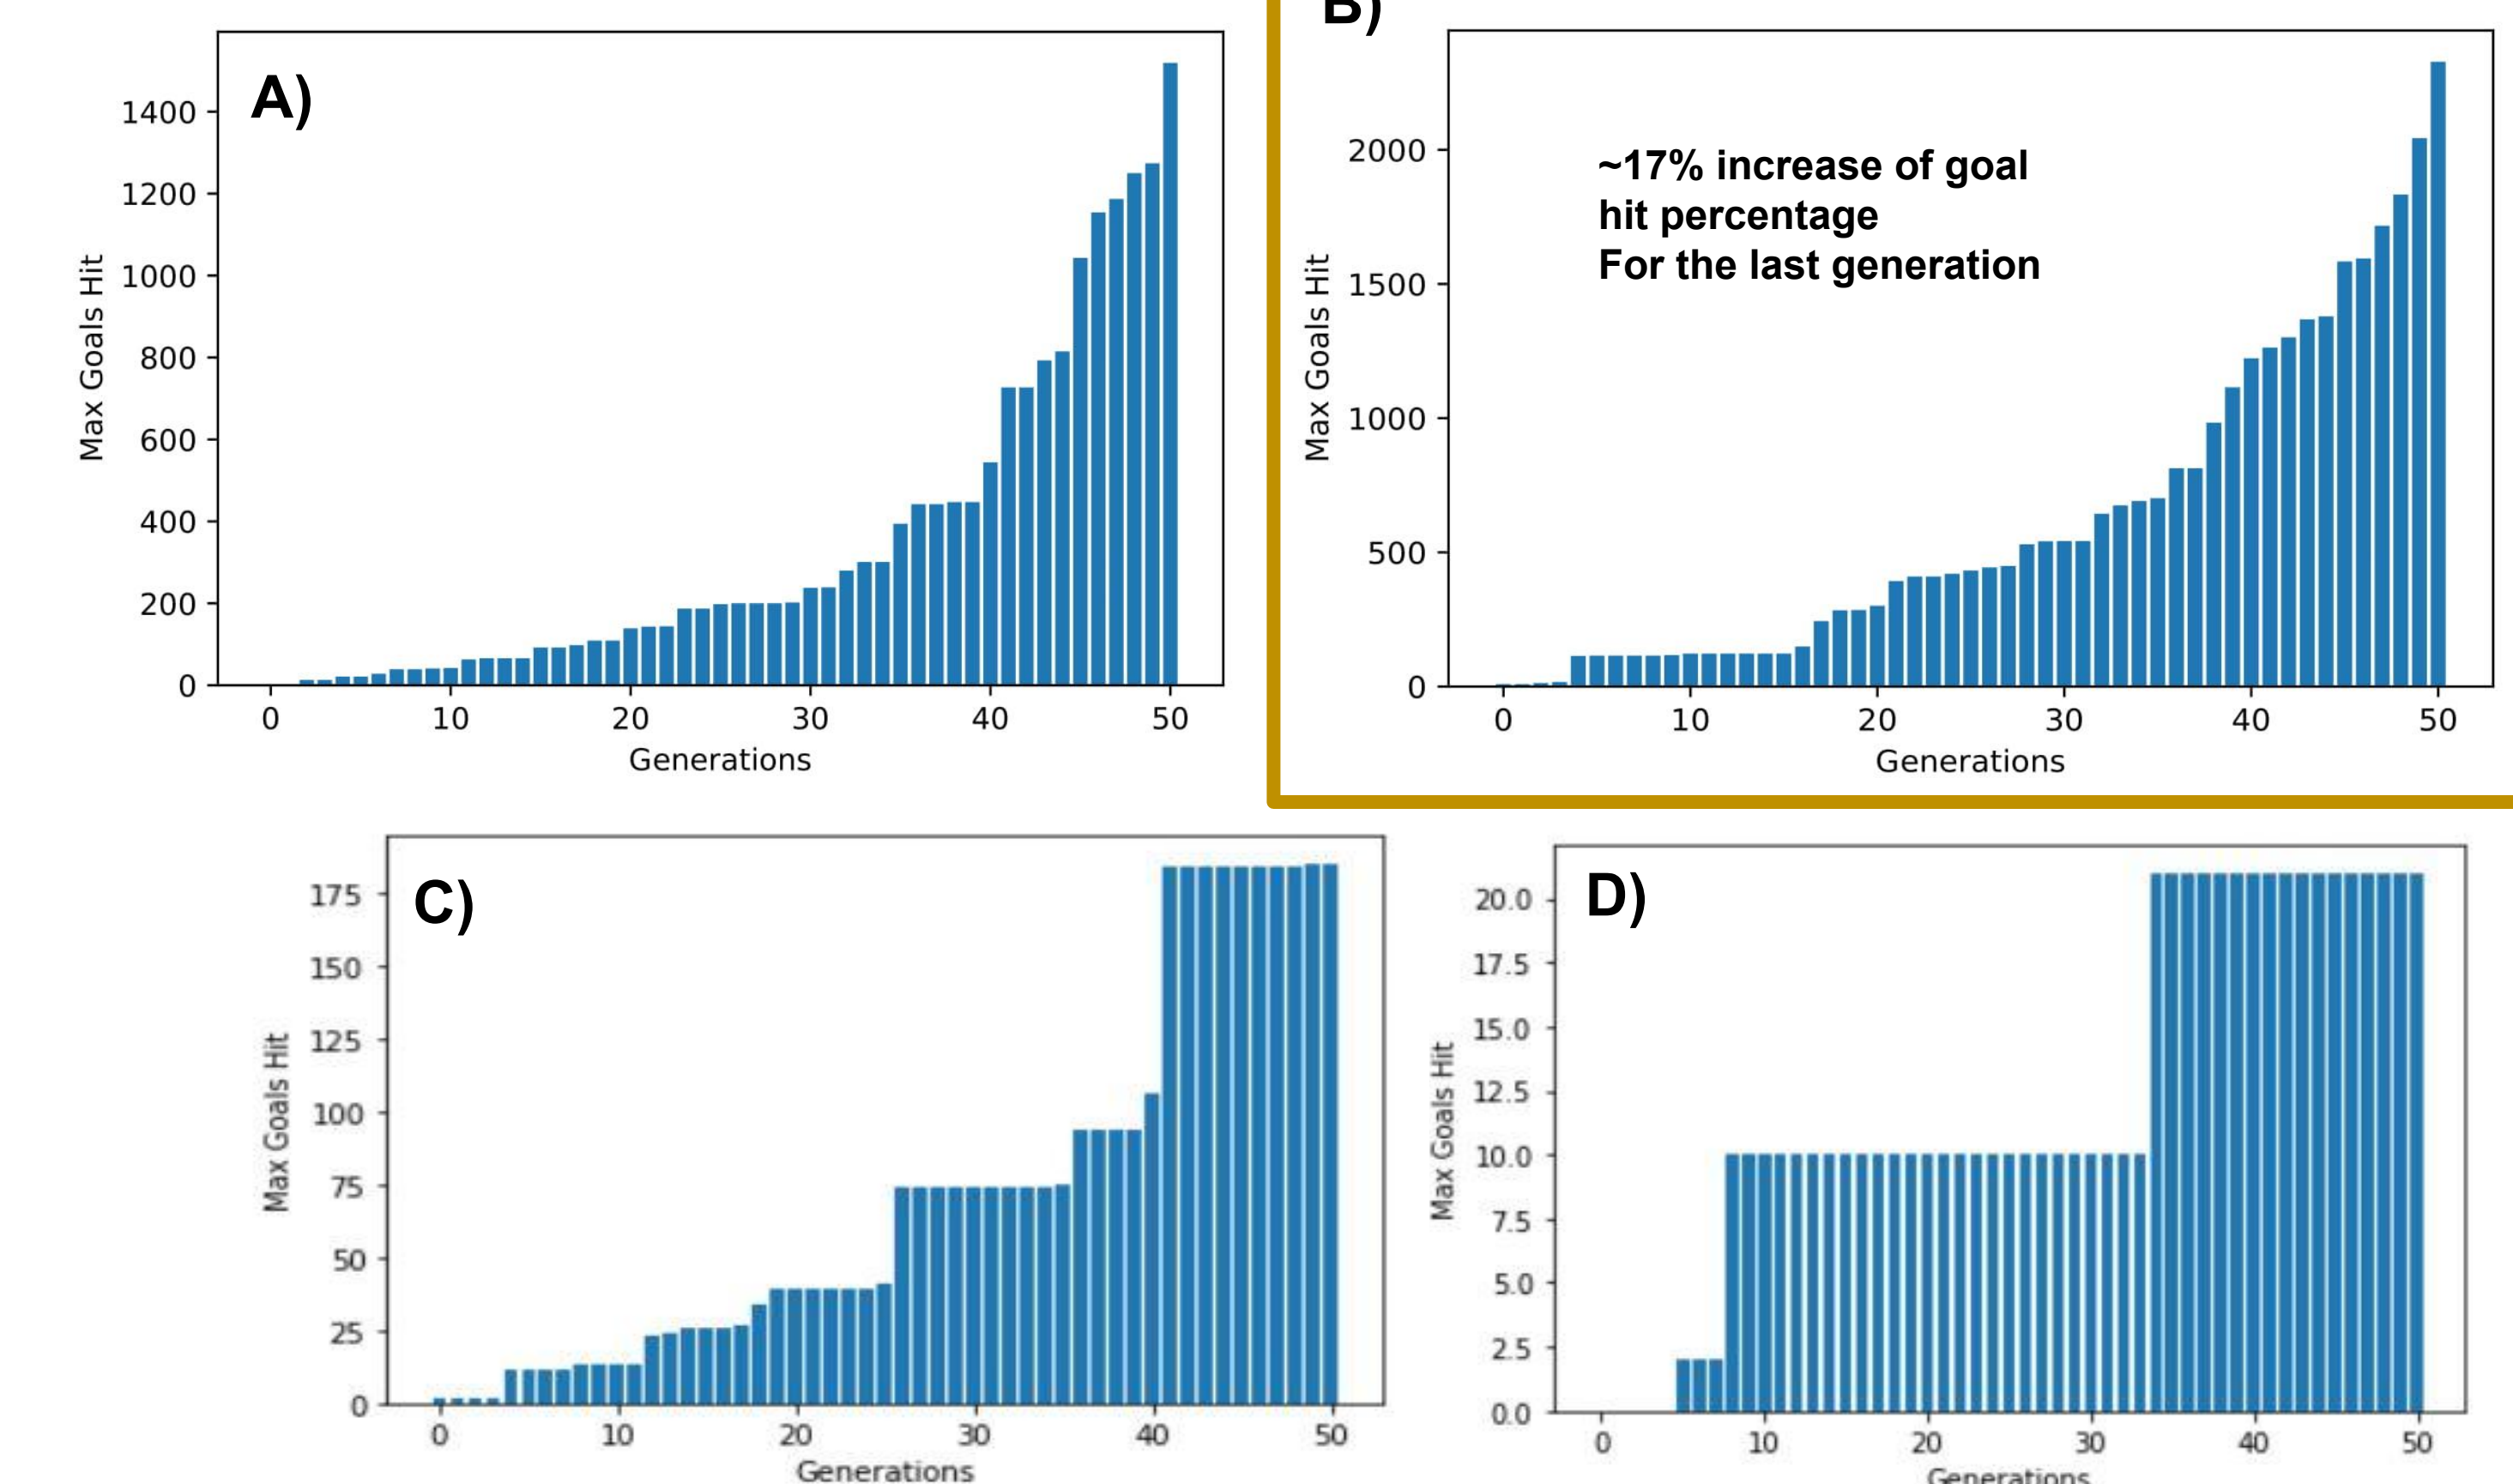 A)
1400
1200
1000
800
600
400
200
0
Max Goals Hit
0 10 20 30 40 50
Generations
B)
~17% increase of goal
hit percentage
For the last generation
2000
1500
1000
500
0
Max Goals Hit
0 10 20 30 40 50
Generations
C)
175
150
125
100
75
50
25
0
Max Goals Hit
0 10 20 30 40 50
Generations
D)
20.0
17.5
15.0
12.5
10.0
7.5
5.0
2.5
0.0
Max Goals Hit
0 10 20 30 40 50
Generations